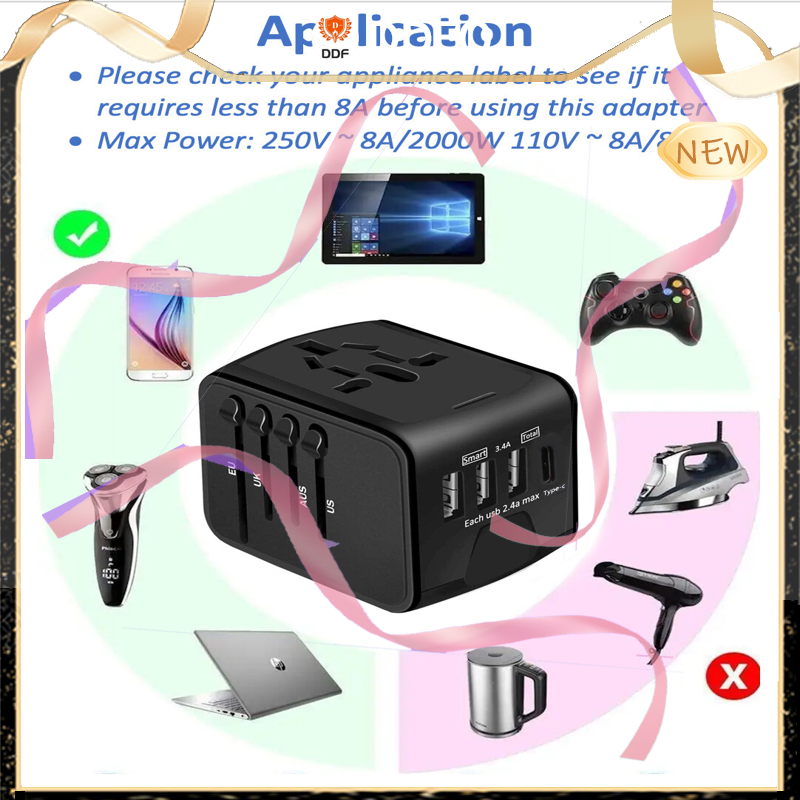 Application
DDF
Please check your appliance label to see if it
requires less than 8A before using this adapter
Max Power: 250V ~ 8A/2000W 110V ~ 8A/8
NEW
Smart 3.4A Total
Type-c
Each usb 2.4a max
EU UK AUS US
hp
X